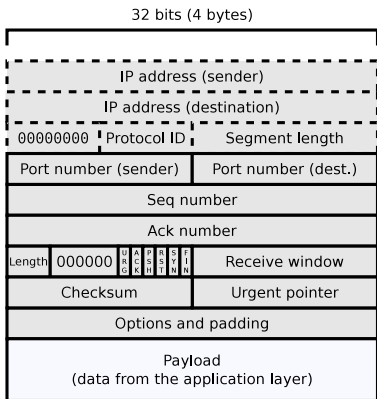 32 bits (4 bytes)
IP address (sender)
IP address (destination)
00000000 Protocol ID Segment length
Port number (sender) Port number (dest.)
Seq number
Ack number
Length 000000 URG ACK PSH RST SYN FIN Receive window
Checksum Urgent pointer
Options and padding
Payload
(data from the application layer)